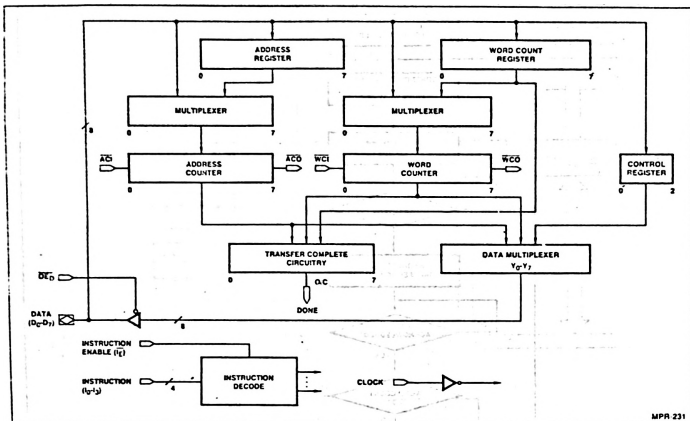 ADDRESS
REGISTER
0 7
WORD COUNT
REGISTER
0 7
MULTIPLEXER
0 7
MULTIPLEXER
0 7
8
ACI
ADDRESS
COUNTER
0 7
ACO
WCI
WORD
COUNTER
0 7
WCO
CONTROL
REGISTER
0 2
TRANSFER COMPLETE
CIRCUITRY
0 7
DATA MULTIPLEXER
Y0-Y7
OED
O.C
DONE
DATA
(D0-D7)
8
INSTRUCTION
ENABLE (IE)
INSTRUCTION
(I0-I3)
4
INSTRUCTION
DECODE
CLOCK
MPR-231